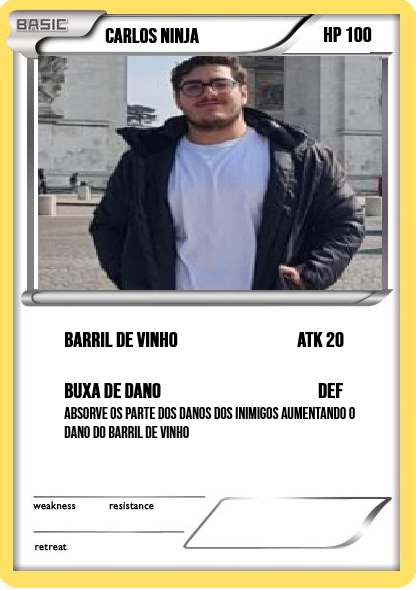 BASIC
CARLOS NINJA HP 100
BARRIL DE VINHO ATK 20
BUXA DE DANO DEF
ABSORVE OS PARTE DOS DANOS DOS INIMIGOS AUMENTANDO O
DANO DO BARRIL DE VINHO
weakness resistance
retreat